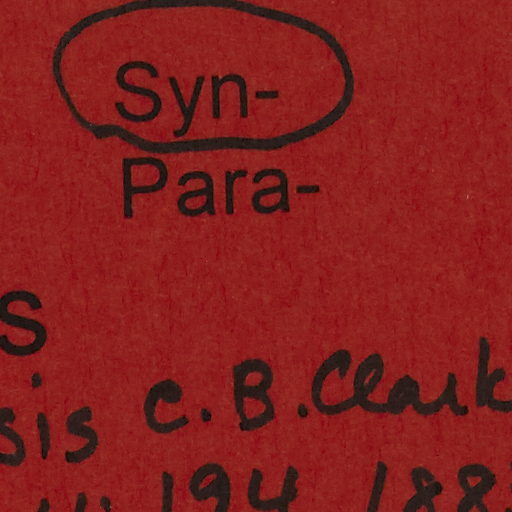 Syn-
Para-
S
sis C.B. Clark
194, 188